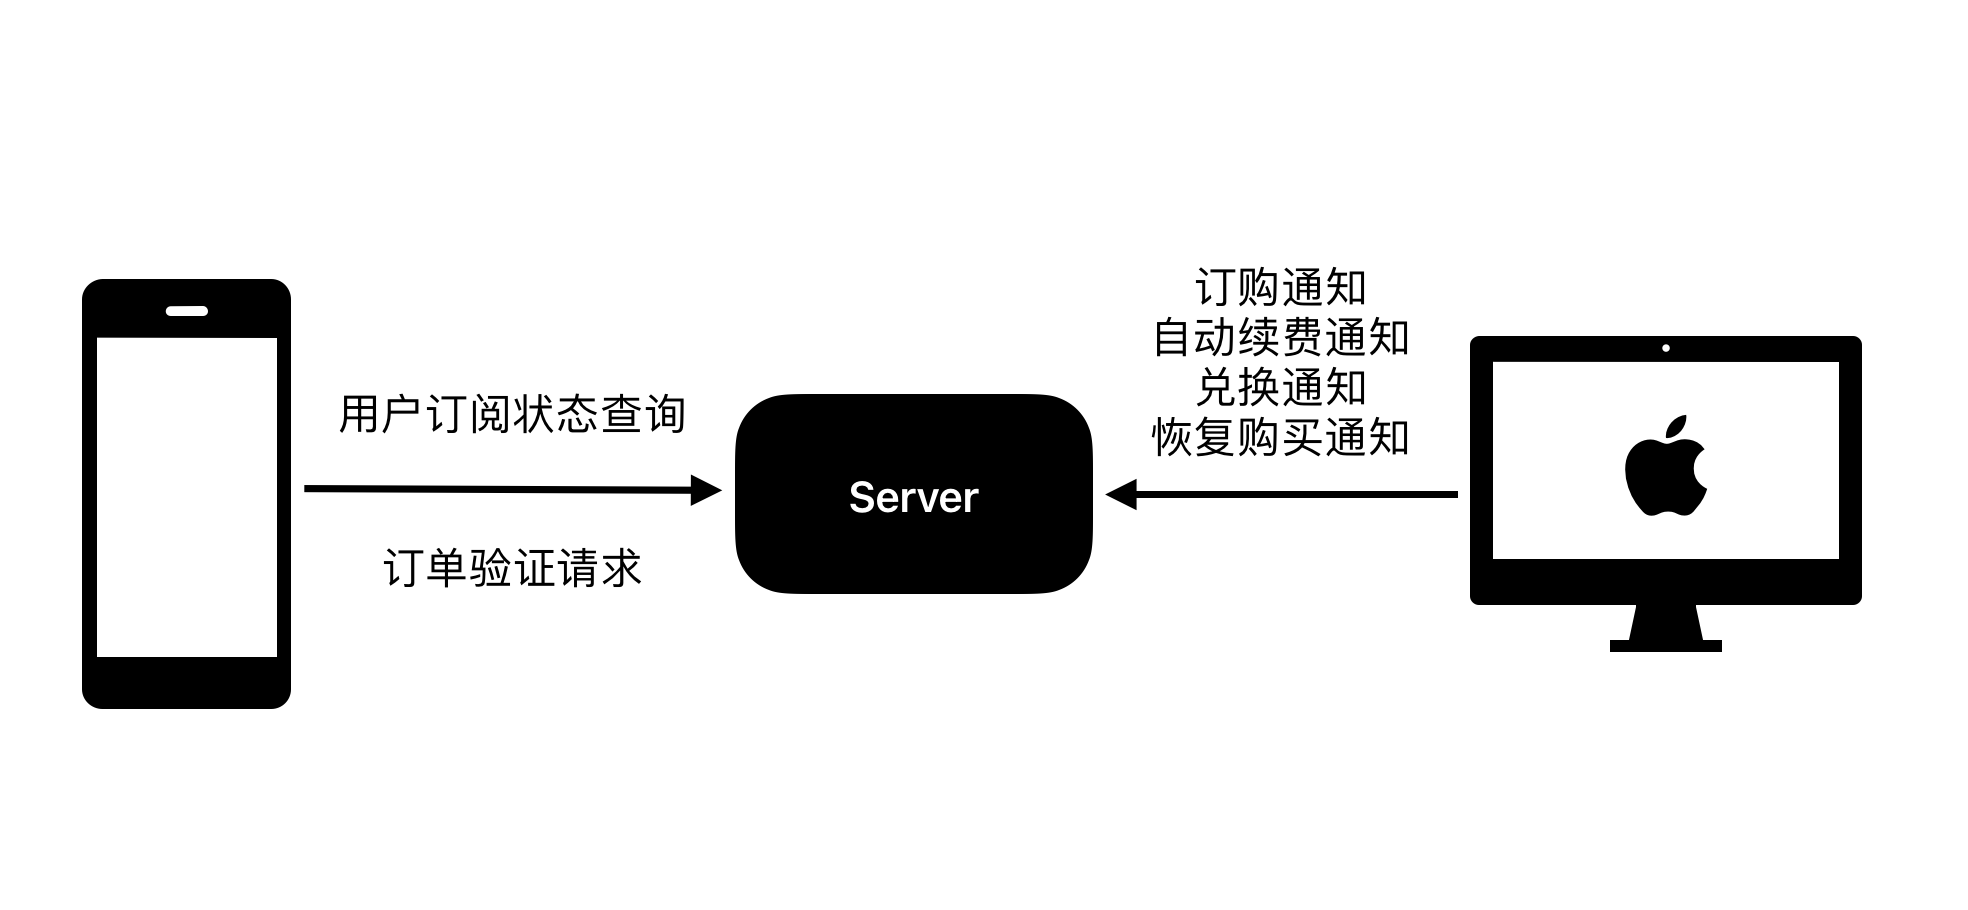 用户订阅状态查询
订单验证请求
Server
订购通知
自动续费通知
兑换通知
恢复购买通知